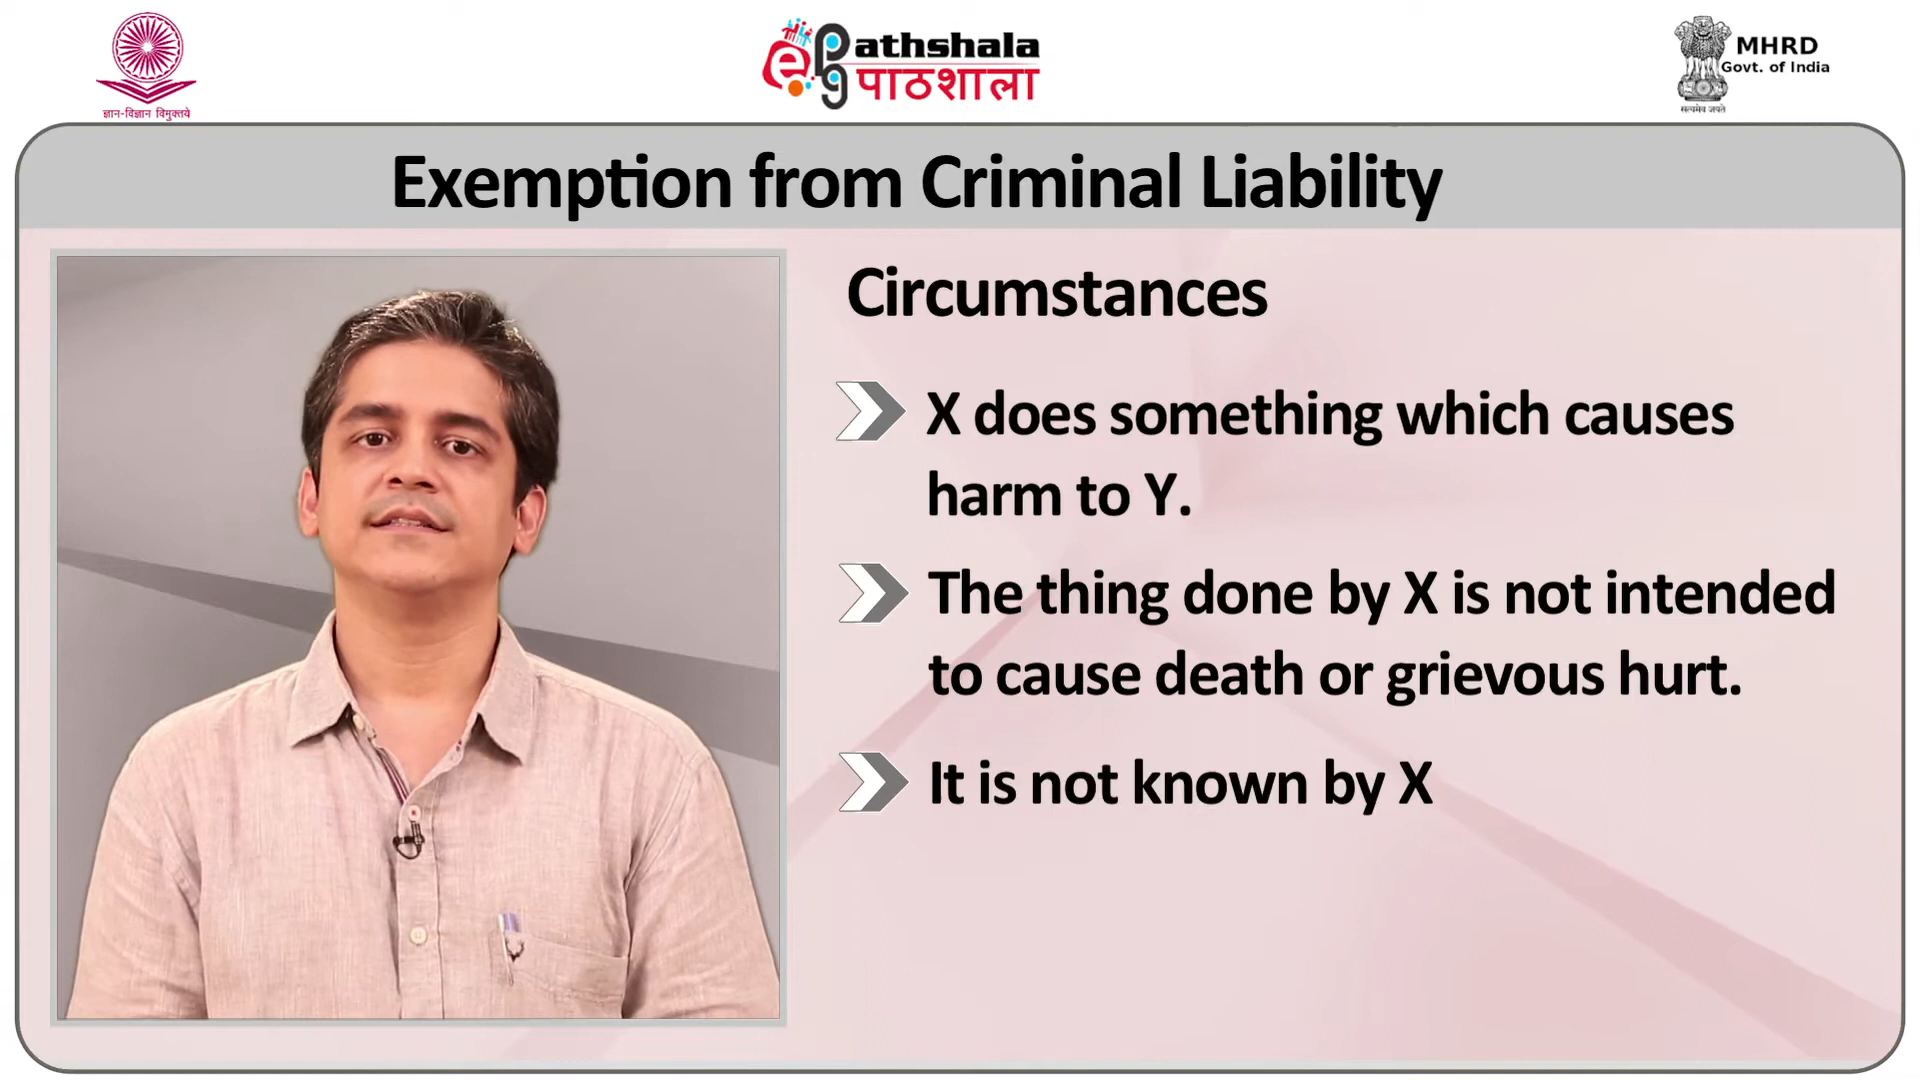 ज्ञान-विज्ञान विमुक्तये
ePG Pathshala
पाठशाला
MHRD
Govt. of India
सत्यमेव जयते
Exemption from Criminal Liability
Circumstances
X does something which causes
harm to Y.
The thing done by X is not intended
to cause death or grievous hurt.
It is not known by X